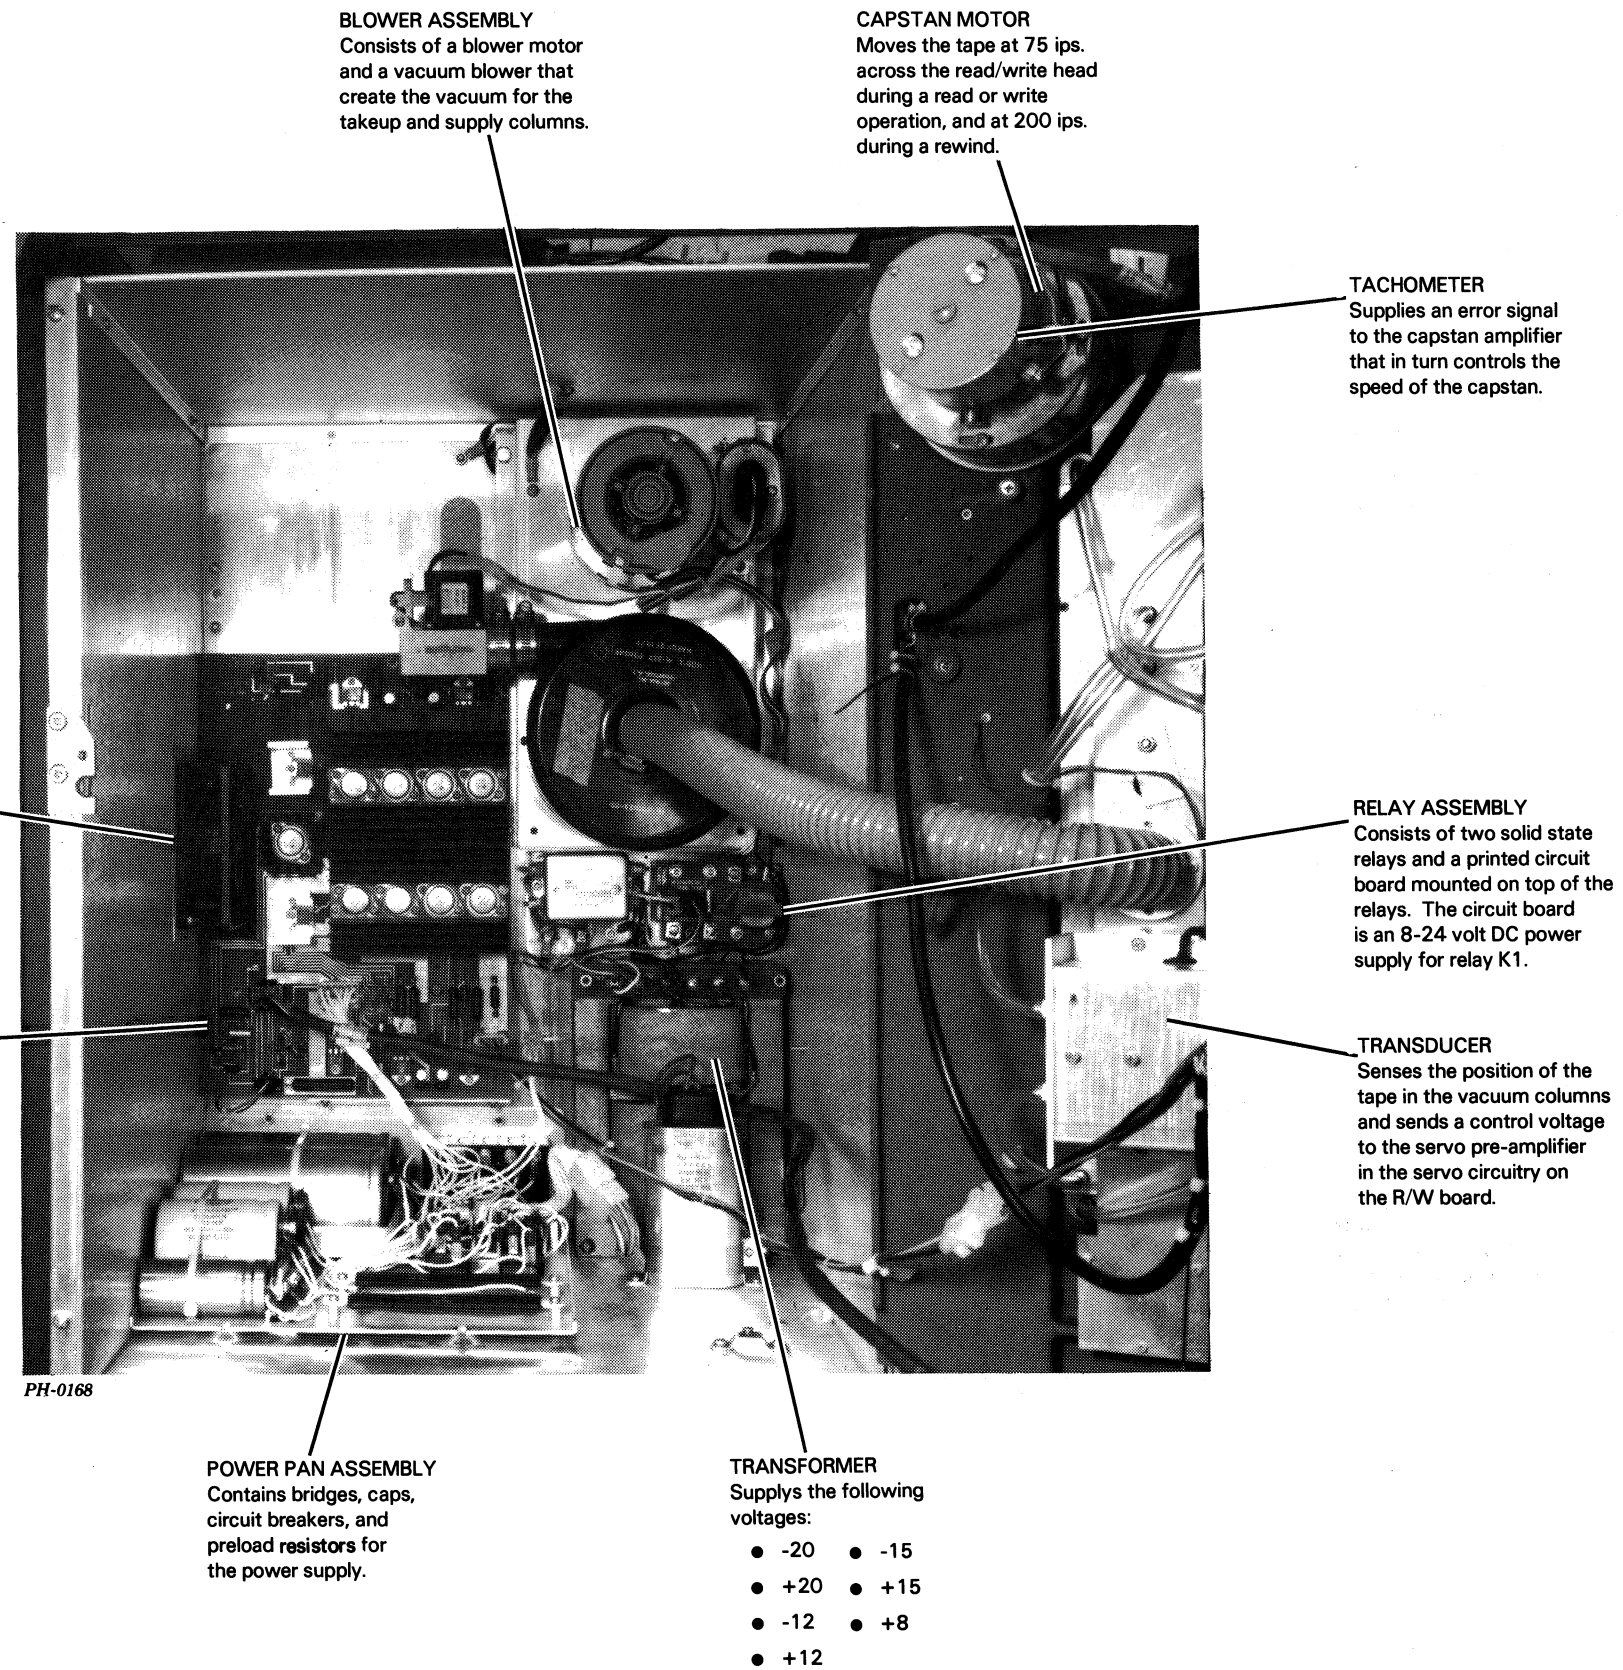 BLOWER ASSEMBLY
Consists of a blower motor
and a vacuum blower that
create the vacuum for the
takeup and supply columns.
CAPSTAN MOTOR
Moves the tape at 75 ips.
across the read/write head
during a read or write
operation, and at 200 ips.
during a rewind.
TACHOMETER
Supplies an error signal
to the capstan amplifier
that in turn controls the
speed of the capstan.
RELAY ASSEMBLY
Consists of two solid state
relays and a printed circuit
board mounted on top of the
relays. The circuit board
is an 8-24 volt DC power
supply for relay K1.
TRANSDUCER
Senses the position of the
tape in the vacuum columns
and sends a control voltage
to the servo pre-amplifier
in the servo circuitry on
the R/W board.
PH-0168
POWER PAN ASSEMBLY
Contains bridges, caps,
circuit breakers, and
preload resistors for
the power supply.
TRANSFORMER
Supplys the following
voltages:
● -20 ● -15
● +20 ● +15
● -12 ● +8
● +12